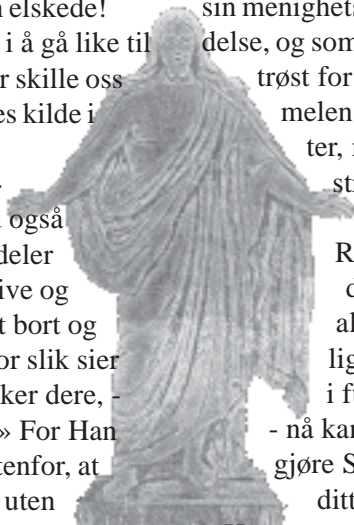 elskede!
i å gå like til
r skille oss
es kilde i
også
deler
ive og
t bort og
or slik sier
ker dere, -
» For Han
tenfor, at
uten
sin menighets
delse, og som
trøst for
melen
ter,
st
R
d
al
lig
i f
- nå kan
gjøre S
ditt